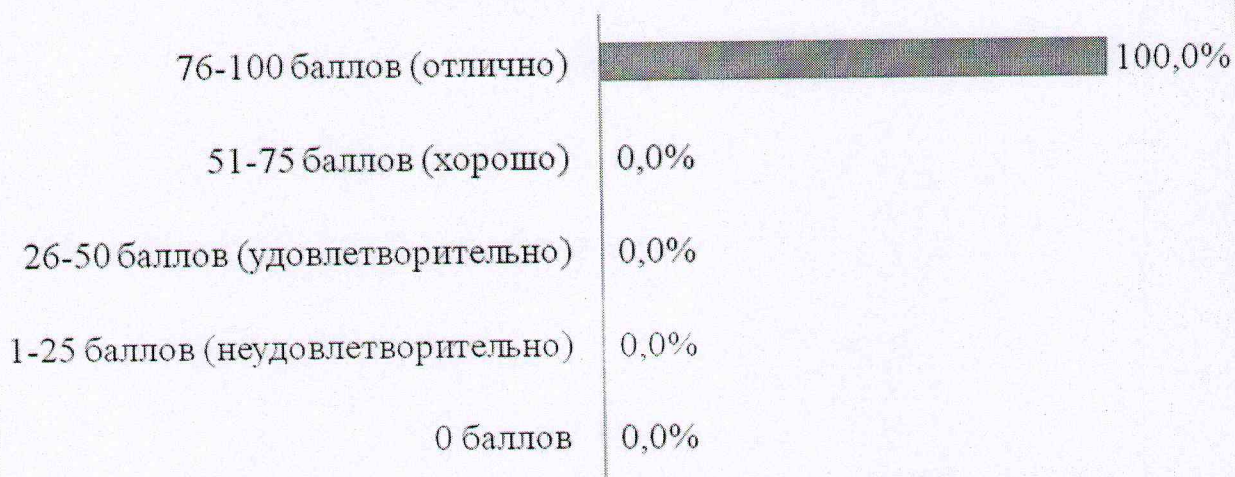 76-100 баллов (отлично) 100,0%
51-75 баллов (хорошо) 0,0%
26-50 баллов (удовлетворительно) 0,0%
1-25 баллов (неудовлетворительно) 0,0%
0 баллов 0,0%